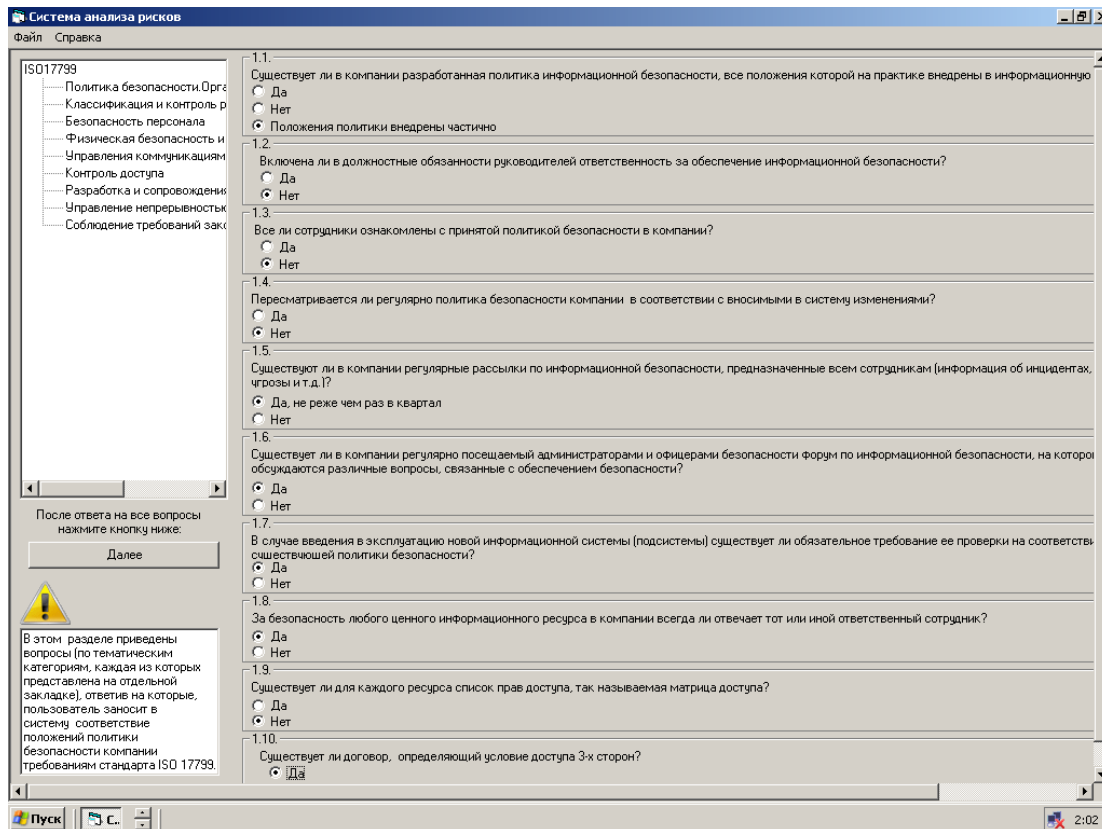 Система анализа рисков
Файл Справка
ISO17799
Политика безопасности.Орга
Классификация и контроль р
Безопасность персонала
Физическая безопасность и
Управления коммуникациям
Контроль доступа
Разработка и сопровождения
Управление непрерывностью
Соблюдение требований зако
После ответа на все вопросы
нажмите кнопку ниже:
Далее
В этом раздele приведены
вопросы (по тематическим
категориям, каждая из которых
представлена на отдельной
закладке), ответив на которые,
пользователь заносит в
систему соответствие
положений политики
безопасности компании
требованиям стандарта ISO 17799.
1.1.
Существует ли в компании разработанная политика информационной безопасности, все положения которой на практике внедрены в информационную
Да
Нет
Положения политики внедрены частично
1.2.
Включена ли в должностные обязанности руководителей ответственность за обеспечение информационной безопасности?
Да
Нет
1.3.
Все ли сотрудники ознакомлены с принятой политикой безопасности в компании?
Да
Нет
1.4.
Пересматривается ли регулярно политика безопасности компании в соответствии с вносимыми в систему изменениями?
Да
Нет
1.5.
Существуют ли в компании регулярные рассылки по информационной безопасности, предназначенные всем сотрудникам (информация об инцидентах,
угрозы и т.д.)?
Да, не реже чем раз в квартал
Нет
1.6.
Существует ли в компании регулярно посещаемый администраторами и офицерами безопасности форум по информационной безопасности, на которо
обсуждаются различные вопросы, связанные с обеспечением безопасности?
Да
Нет
1.7.
В случае введения в эксплуатацию новой информационной системы (подсистемы) существует ли обязательное требование ее проверки на соответстви
существующей политики безопасности?
Да
Нет
1.8.
За безопасность любого ценного информационного ресурса в компании всегда ли отвечает тот или иной ответственный сотрудник?
Да
Нет
1.9.
Существует ли для каждого ресурса список прав доступа, так называемая матрица доступа?
Да
Нет
1.10.
Существует ли договор, определяющий условие доступа 3-х сторон?
Да
Пуск
С..
2:02